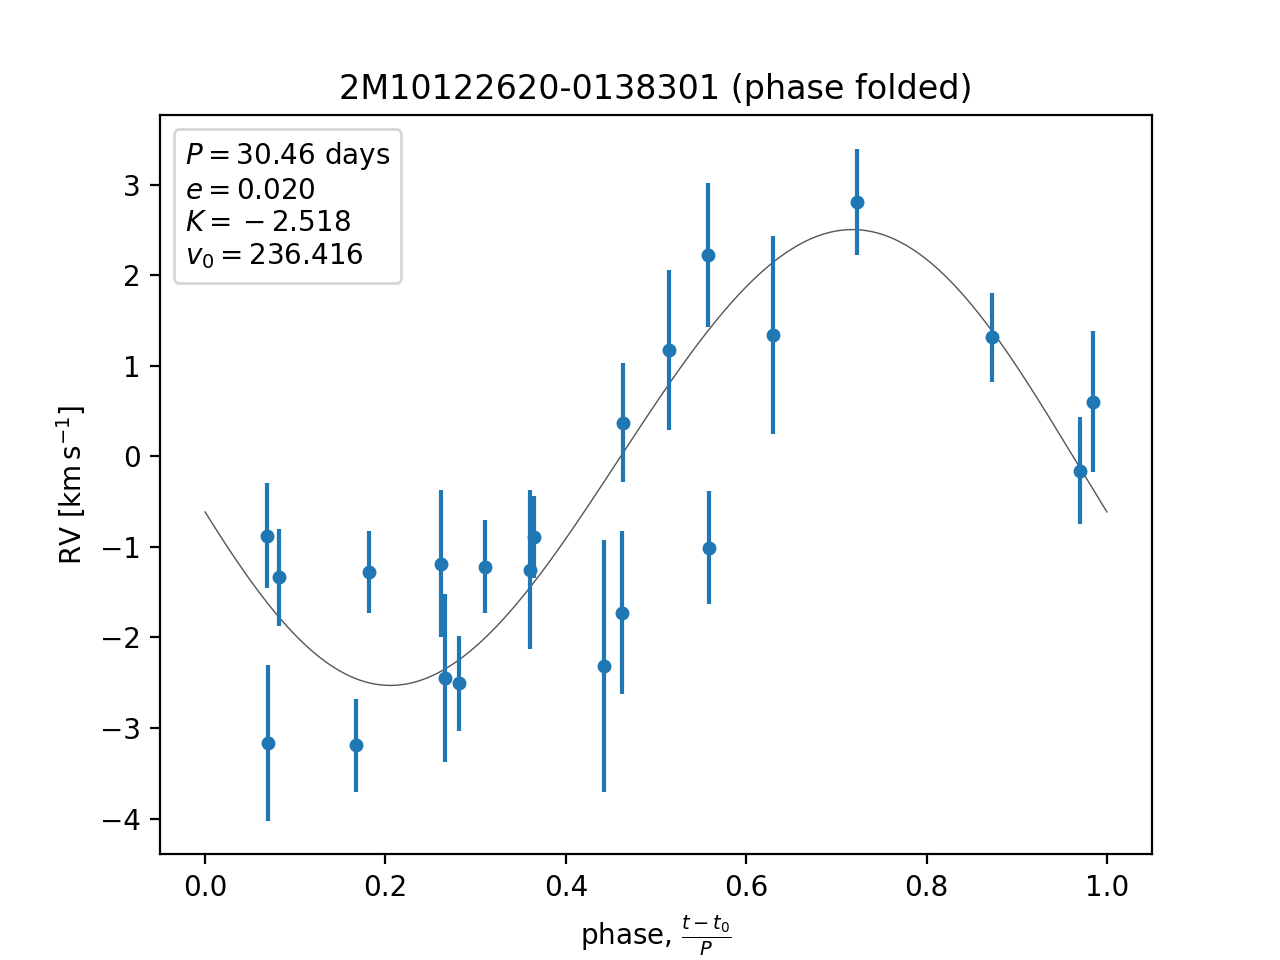 2M10122620-0138301 (phase folded)
P = 30.46 days
e = 0.020
K = −2.518
v₀ = 236.416
3
2
1
0
−1
−2
−3
−4
RV [km s⁻¹]
0.0 0.2 0.4 0.6 0.8 1.0
phase, (t − t₀)/P